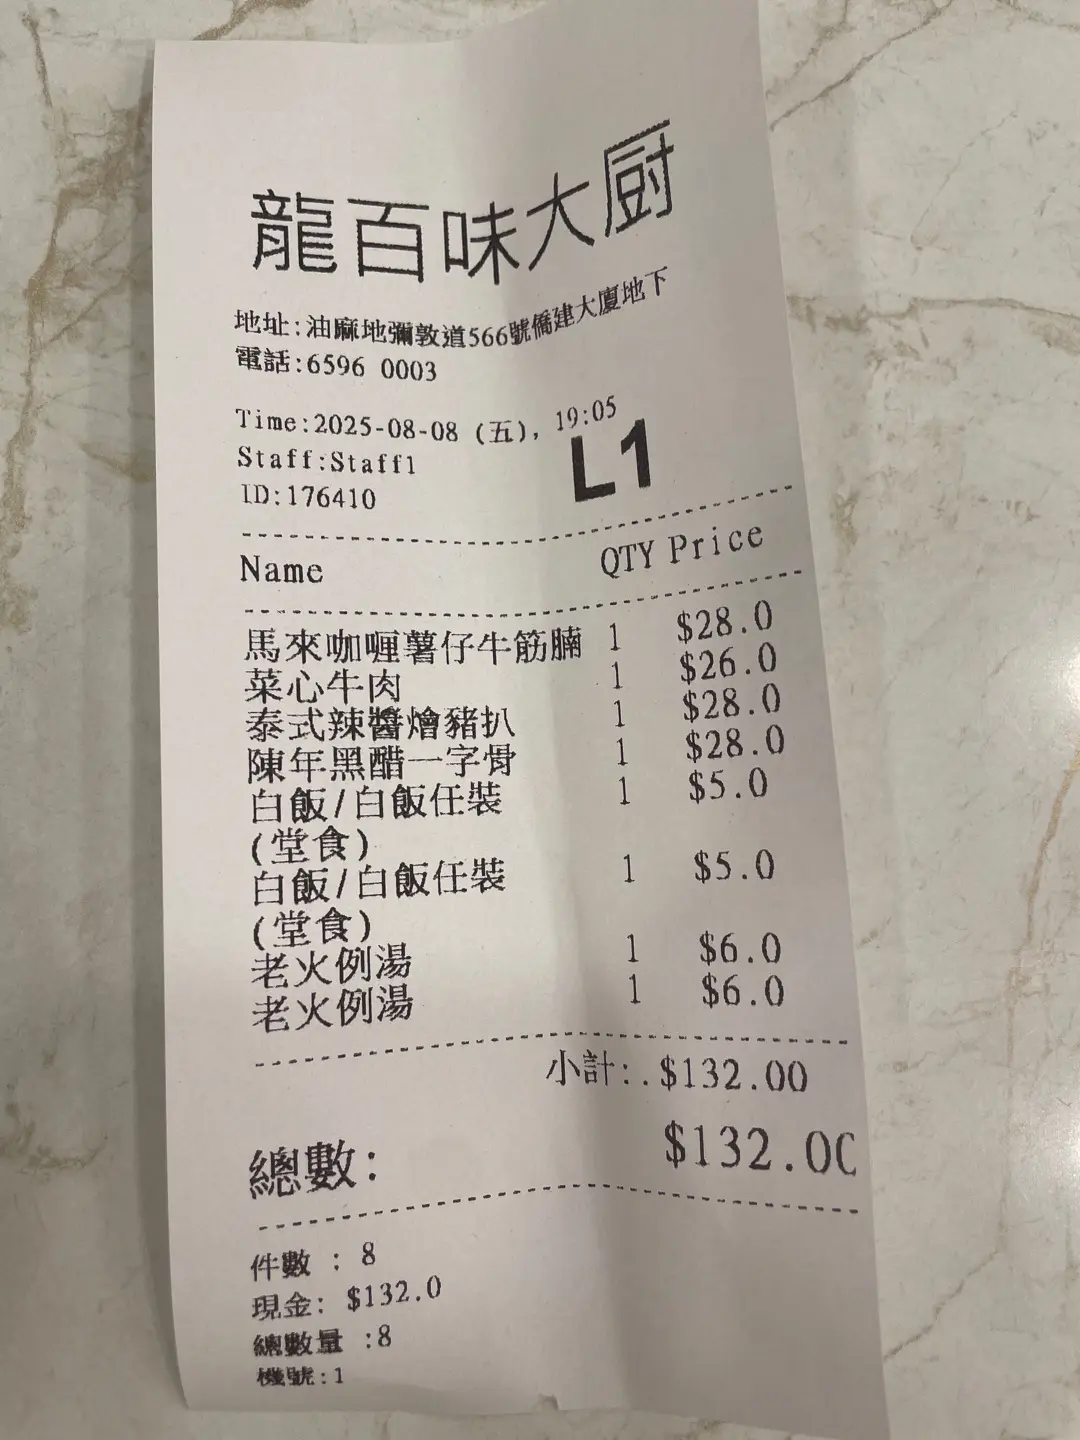 龍百味大厨
地址:油麻地彌敦道566號僑建大廈地下
電話:6596 0003
Time:2025-08-08 (五), 19:05
Staff:Staff1
L1
ID:176410
Name QTY Price
馬來咖喱薯仔牛筋腩 1 $28.0
菜心牛肉 1 $26.0
泰式辣醬燴豬扒 1 $28.0
陳年黑醋一字骨 1 $28.0
白飯/白飯任裝 1 $5.0
(堂食)
白飯/白飯任裝 1 $5.0
(堂食)
老火例湯 1 $6.0
老火例湯 1 $6.0
小計:.$132.00
總數: $132.00
件數 : 8
現金: $132.0
總數量 :8
機號:1